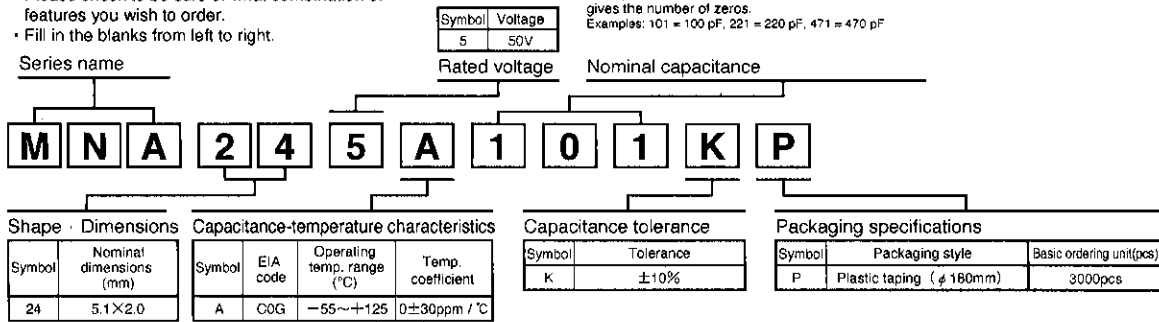 features you wish to order.
· Fill in the blanks from left to right.
Symbol Voltage
5 50V
gives the number of zeros.
Examples: 101 = 100 pF, 221 = 220 pF, 471 = 470 pF
Series name
Rated voltage
Nominal capacitance
M N A 2 4 5 A 1 0 1 K P
Shape · Dimensions
Symbol Nominal dimensions (mm)
24 5.1×2.0
Capacitance-temperature characteristics
Symbol EIA code Operating temp. range (°C) Temp. coefficient
A C0G −55~+125 0±30ppm / °C
Capacitance tolerance
Symbol Tolerance
K ±10%
Packaging specifications
Symbol Packaging style Basic ordering unit(pcs)
P Plastic taping (φ180mm) 3000pcs